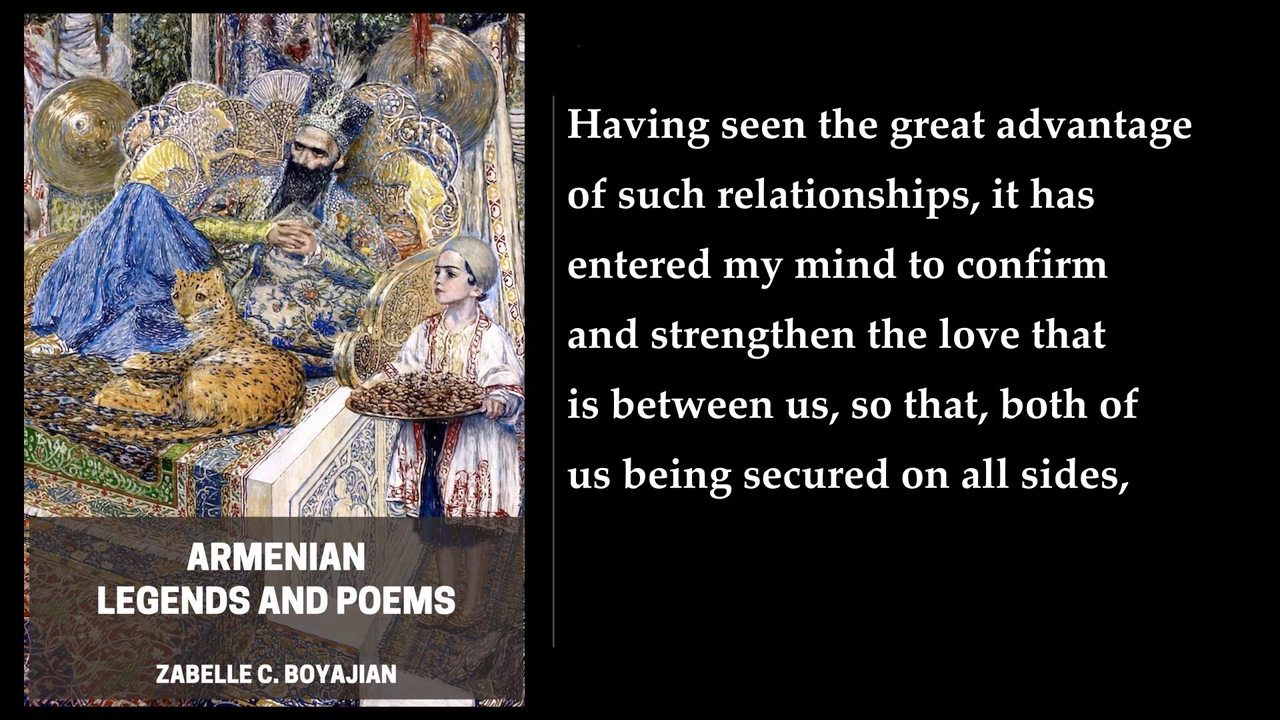 ARMENIAN
LEGENDS AND POEMS
ZABELLE C. BOYAJIAN
Having seen the great advantage
of such relationships, it has
entered my mind to confirm
and strengthen the love that
is between us, so that, both of
us being secured on all sides,